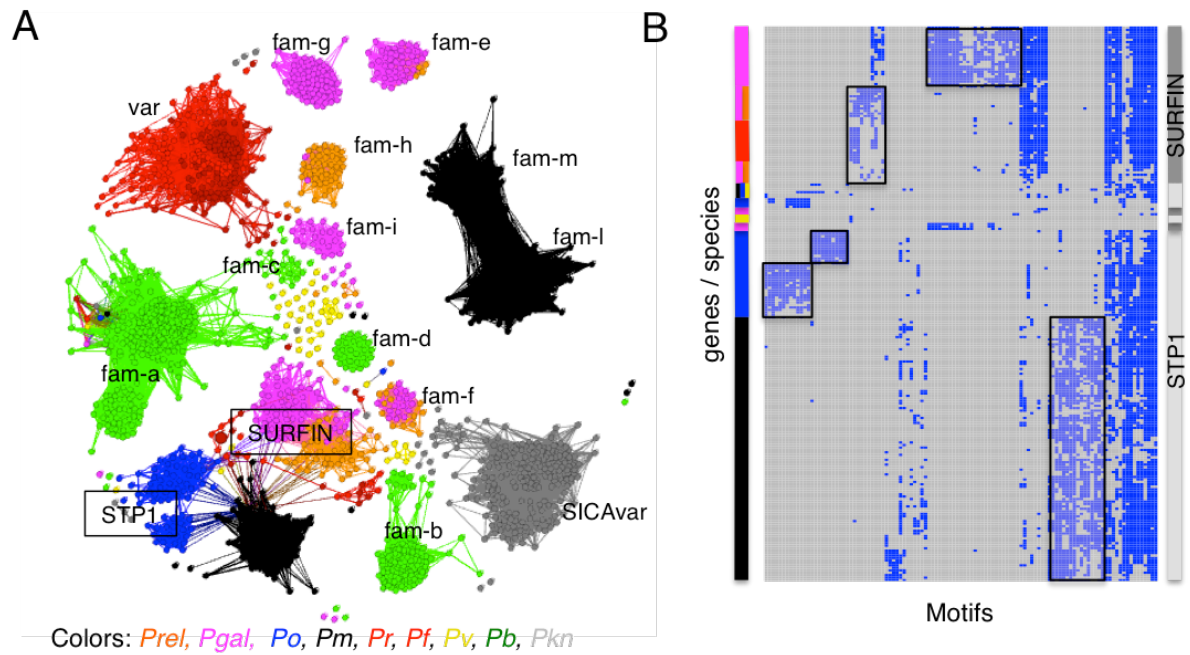 A
fam-g
fam-e
var
fam-h
fam-m
fam-i
fam-l
fam-c
fam-d
fam-a
fam-f
SURFIN
STP1
SICAvar
fam-b
Colors: Prel, Pgal, Po, Pm, Pr, Pf, Pv, Pb, Pkn
B
genes / species
SURFIN
STP1
Motifs